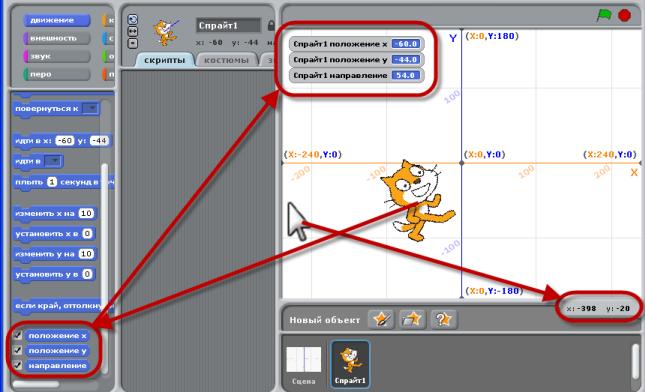 движение
внешность
звук
перо
Спрайт1
x: -60 y: -44
скрипты
костюмы
повернуться к
идти в x: -60 y: -44
идти в
плыть 1 секунд в
изменить x на 10
установить x в 0
изменить y на 10
установить y в 0
если край, оттолкну
положение x
положение y
направление
Спрайт1 положение x -60.0
Спрайт1 положение y -44.0
Спрайт1 направление 54.0
Y
(X:0,Y:180)
100
(X:-240,Y:0)
(X:0,Y:0)
(X:240,Y:0)
-200
-100
100
200
X
-100
(X:0,Y:-180)
x: -398 y: -20
Новый объект
Сцена
Спрайт1